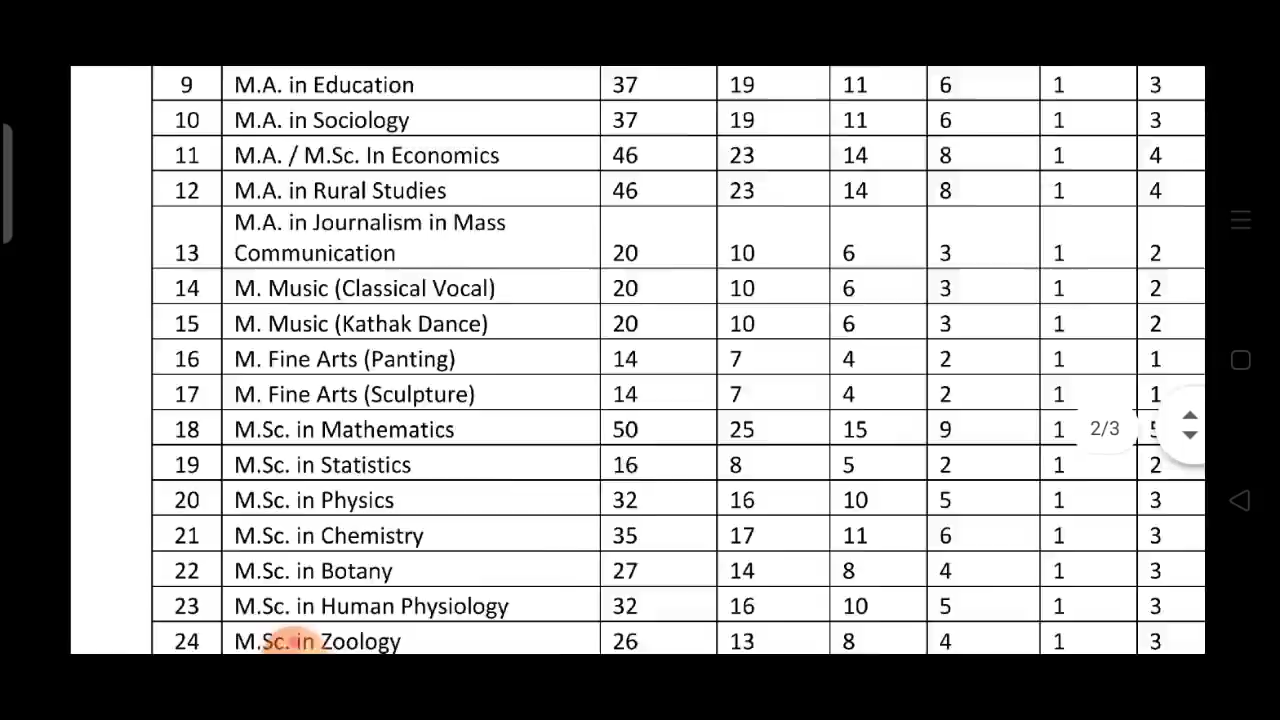 9 M.A. in Education 37 19 11 6 1 3
10 M.A. in Sociology 37 19 11 6 1 3
11 M.A. / M.Sc. In Economics 46 23 14 8 1 4
12 M.A. in Rural Studies 46 23 14 8 1 4
M.A. in Journalism in Mass
13 Communication 20 10 6 3 1 2
14 M. Music (Classical Vocal) 20 10 6 3 1 2
15 M. Music (Kathak Dance) 20 10 6 3 1 2
16 M. Fine Arts (Panting) 14 7 4 2 1 1
17 M. Fine Arts (Sculpture) 14 7 4 2 1 1
18 M.Sc. in Mathematics 50 25 15 9 1 2/3 5
19 M.Sc. in Statistics 16 8 5 2 1 2
20 M.Sc. in Physics 32 16 10 5 1 3
21 M.Sc. in Chemistry 35 17 11 6 1 3
22 M.Sc. in Botany 27 14 8 4 1 3
23 M.Sc. in Human Physiology 32 16 10 5 1 3
24 M.Sc. in Zoology 26 13 8 4 1 3